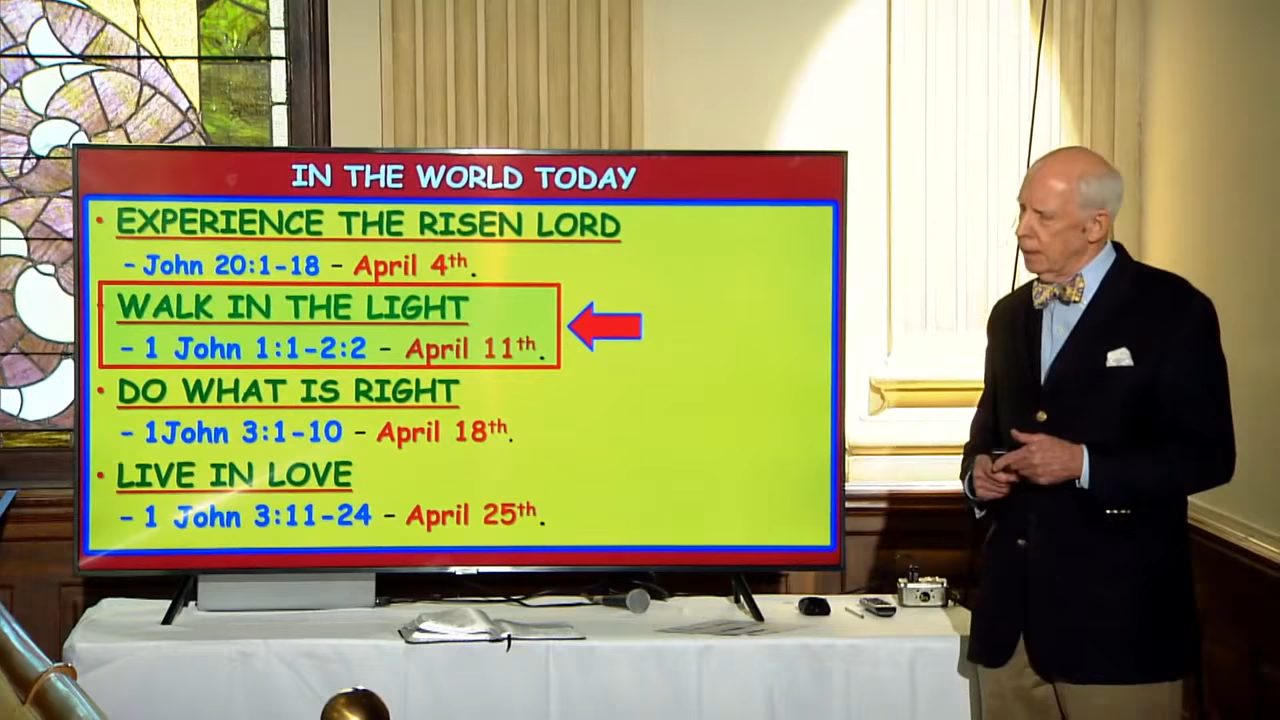 IN THE WORLD TODAY
• EXPERIENCE THE RISEN LORD
- John 20:1-18 - April 4th.
WALK IN THE LIGHT
- 1 John 1:1-2:2 - April 11th.
• DO WHAT IS RIGHT
- 1John 3:1-10 - April 18th.
• LIVE IN LOVE
- 1 John 3:11-24 - April 25th.